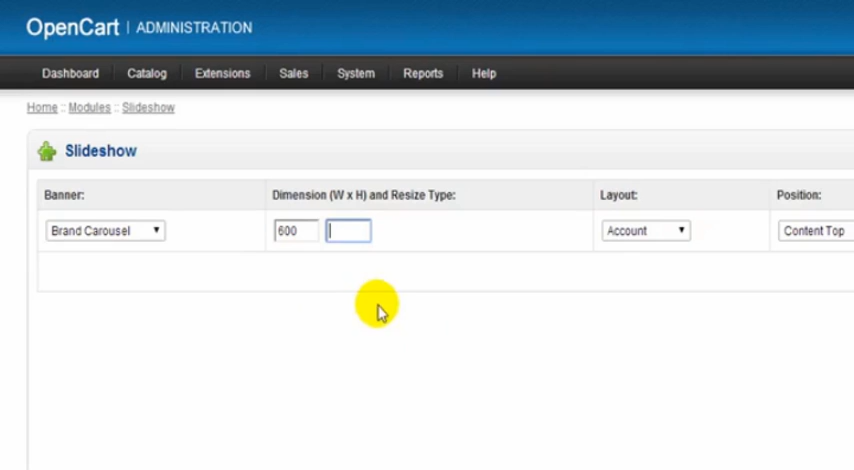 OpenCart | ADMINISTRATION
Dashboard Catalog Extensions Sales System Reports Help
Home :: Modules :: Slideshow
Slideshow
Banner: Dimension (W x H) and Resize Type: Layout: Position:
Brand Carousel 600 Account Content Top